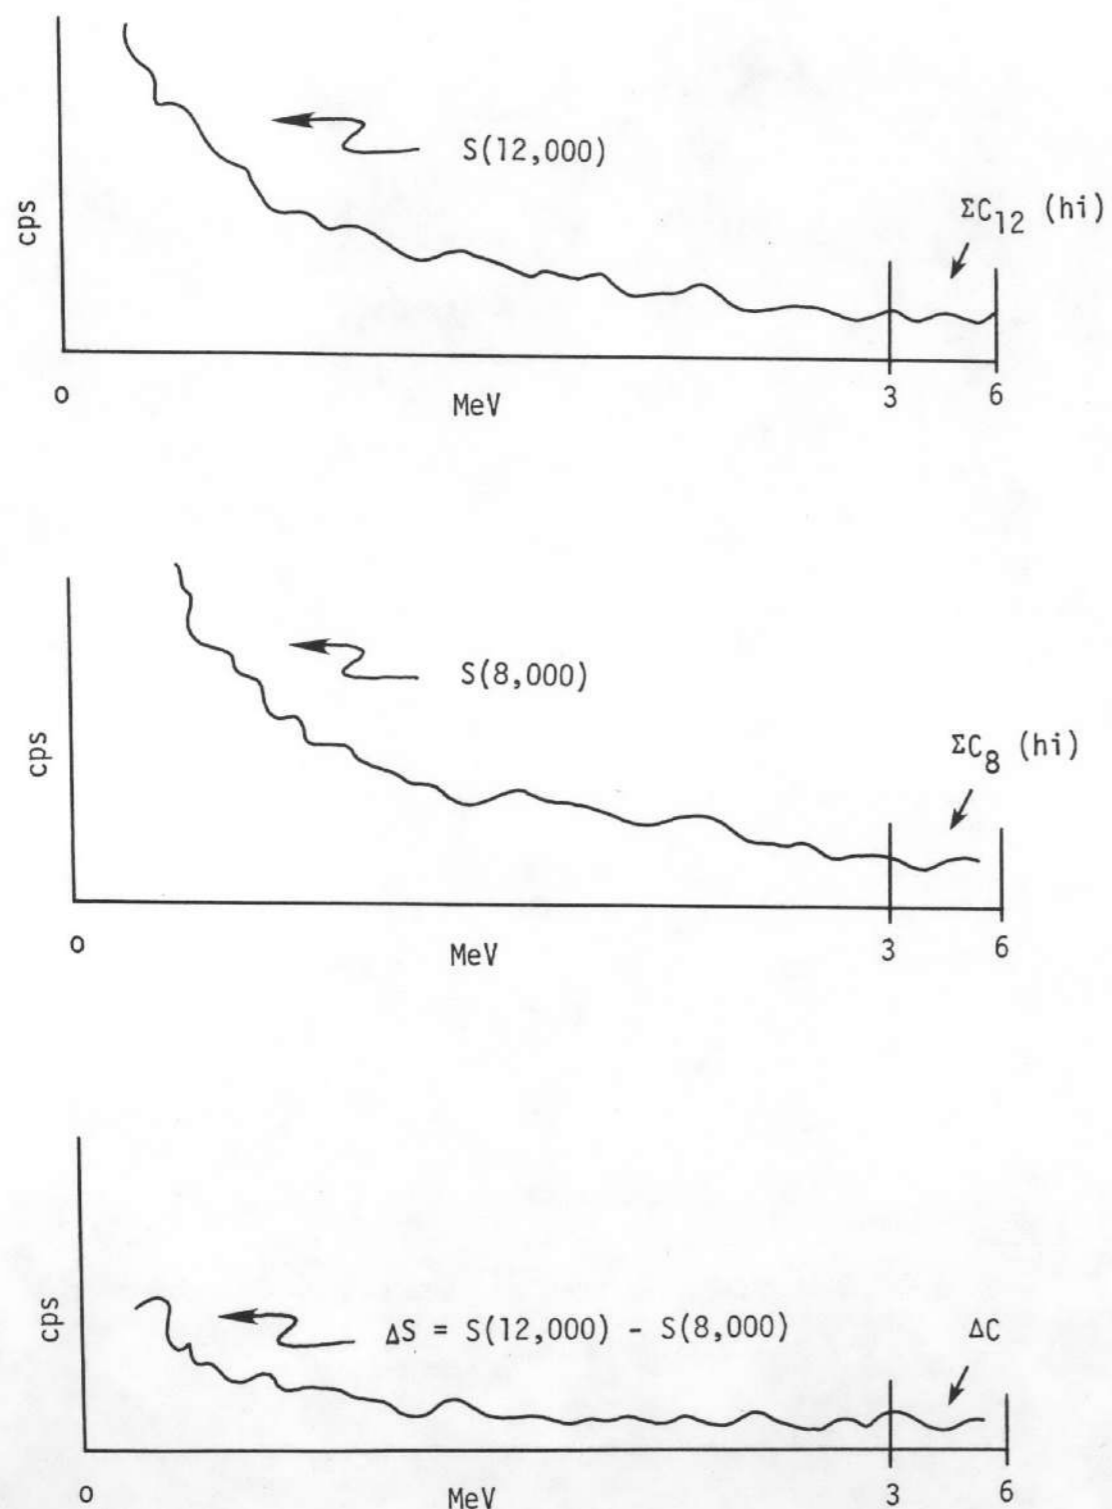 S(12,000)
ΣC12 (hi)
cps
0
MeV
3
6
S(8,000)
ΣC8 (hi)
cps
0
MeV
3
6
ΔS = S(12,000) - S(8,000)
ΔC
cps
0
MeV
3
6